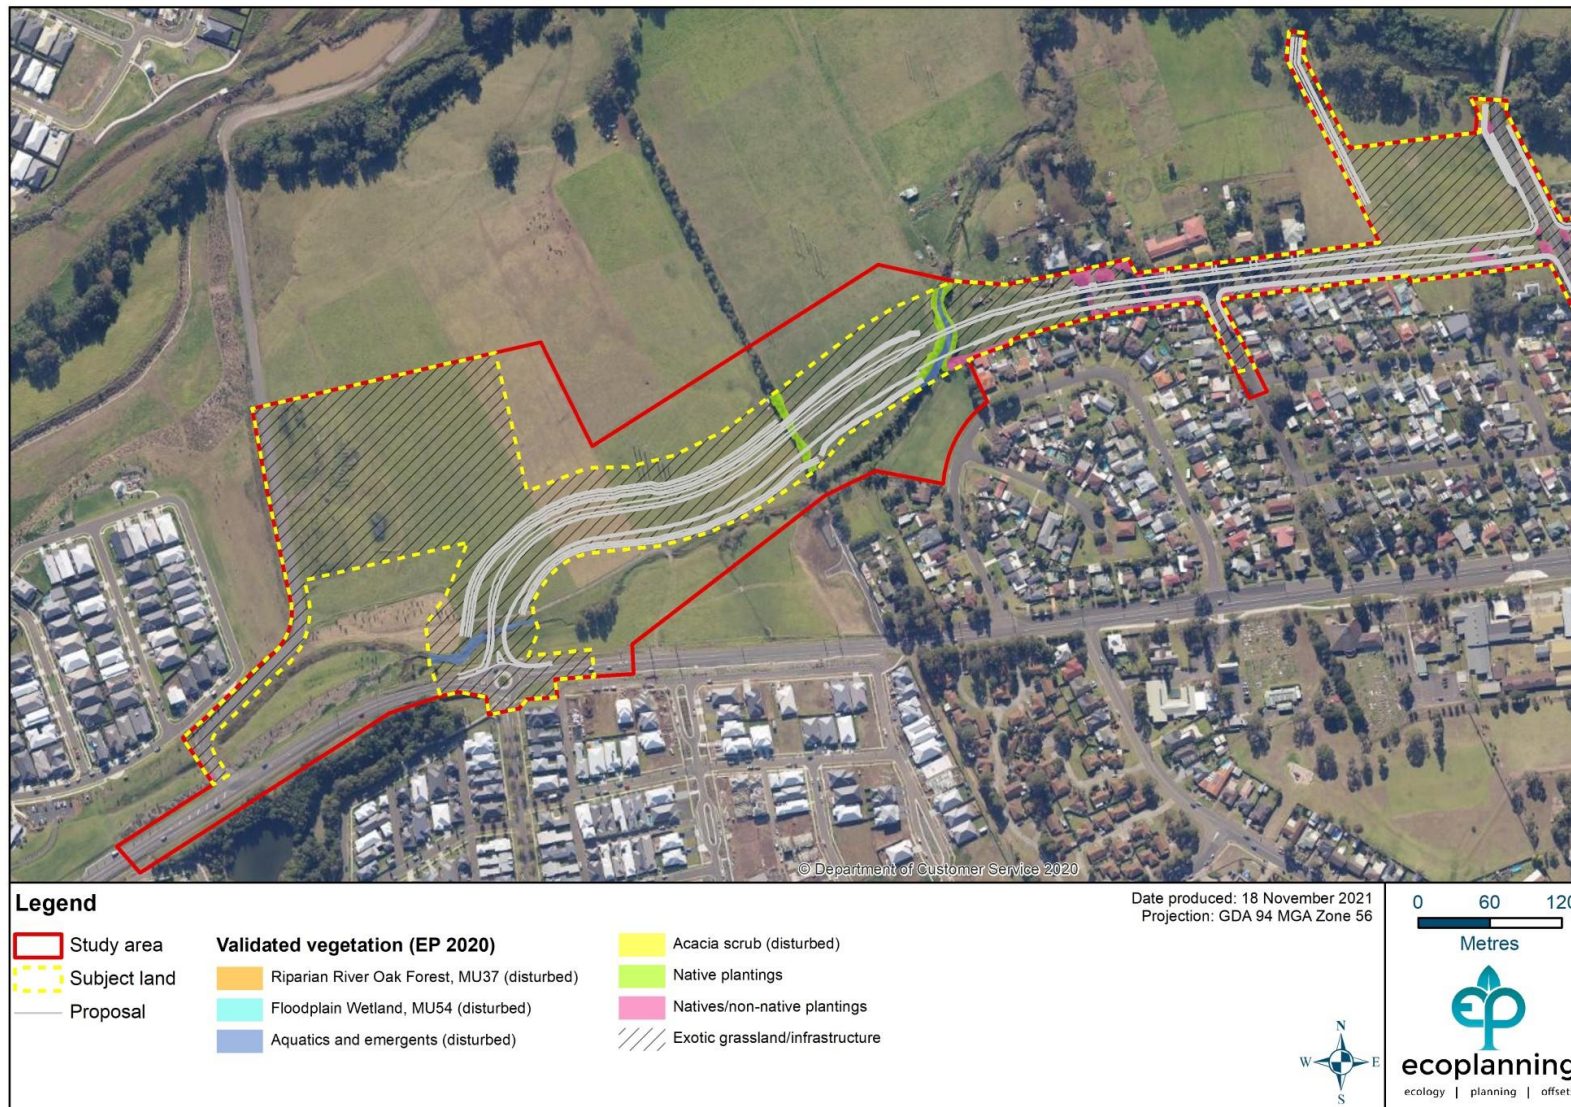 © Department of Customer Service 2020
Legend
Study area
Subject land
Proposal
Validated vegetation (EP 2020)
Riparian River Oak Forest, MU37 (disturbed)
Floodplain Wetland, MU54 (disturbed)
Aquatics and emergents (disturbed)
Acacia scrub (disturbed)
Native plantings
Natives/non-native plantings
Exotic grassland/infrastructure
Date produced: 18 November 2021
Projection: GDA 94 MGA Zone 56
N
W E
S
0 60 120
Metres
ep
ecoplanning
ecology | planning | offset